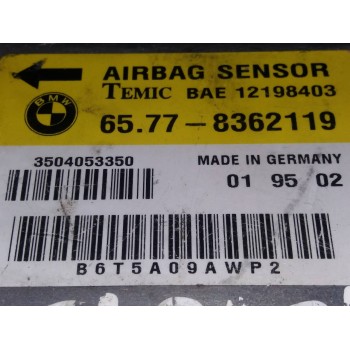 AIRBAG SENSOR
TEMIC BAE 12198403
BMW
65.77-8362119
3504053350
MADE IN GERMANY
01 95 02
B6T5A09AWP2